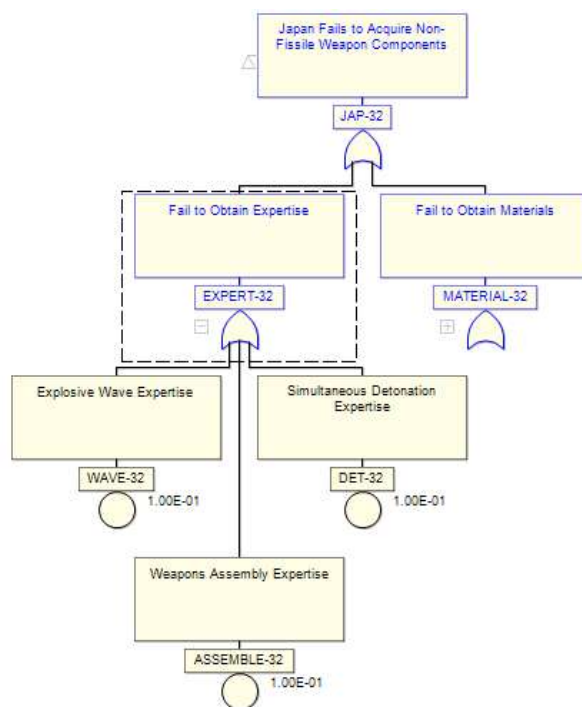 Japan Fails to Acquire Non-
Fissile Weapon Components
JAP-32
Fail to Obtain Expertise
Fail to Obtain Materials
EXPERT-32
MATERIAL-32
Explosive Wave Expertise
Simultaneous Detonation
Expertise
WAVE-32
1.00E-01
DET-32
1.00E-01
Weapons Assembly Expertise
ASSEMBLE-32
1.00E-01